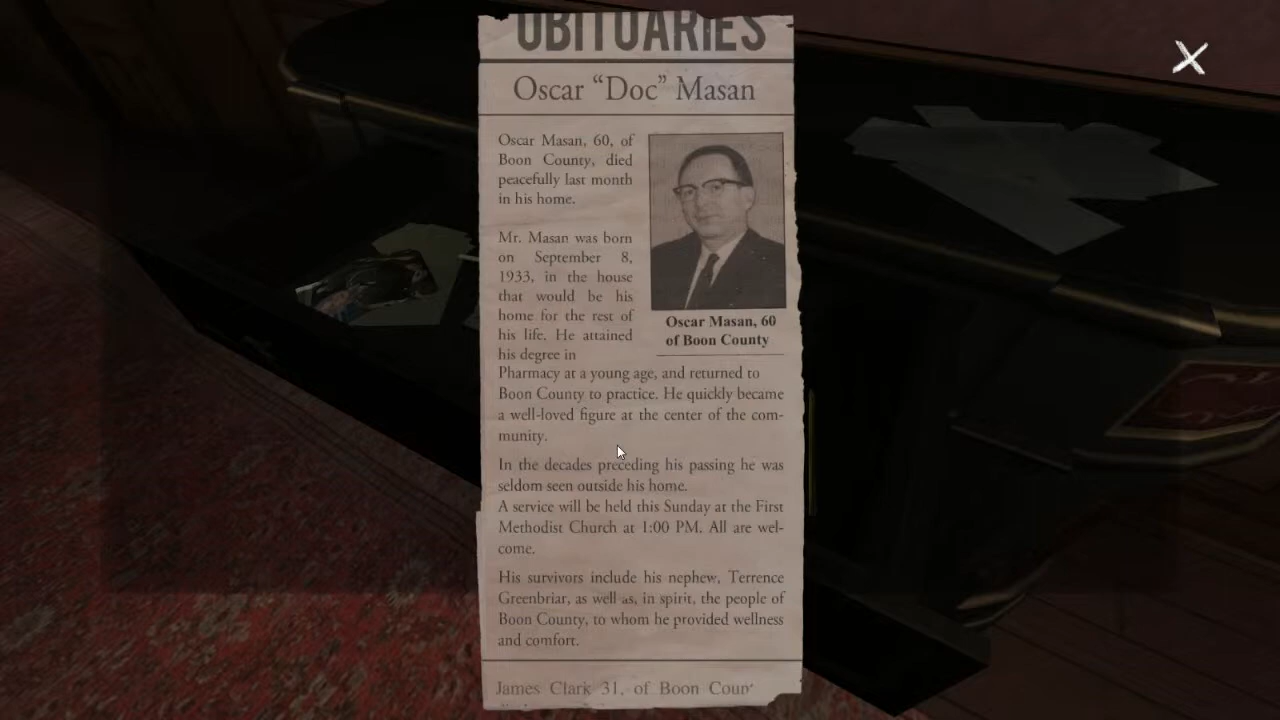 OBITUARIES
Oscar “Doc” Masan
Oscar Masan, 60, of
Boon County, died
peacefully last month
in his home.
Mr. Masan was born
on September 8,
1933, in the house
that would be his
home for the rest of
his life. He attained
his degree in
Oscar Masan, 60
of Boon County
Pharmacy at a young age, and returned to
Boon County to practice. He quickly became
a well-loved figure at the center of the com-
munity.
In the decades preceding his passing he was
seldom seen outside his home.
A service will be held this Sunday at the First
Methodist Church at 1:00 PM. All are wel-
come.
His survivors include his nephew, Terrence
Greenbriar, as well as, in spirit, the people of
Boon County, to whom he provided wellness
and comfort.
James Clark 31, of Boon Coun